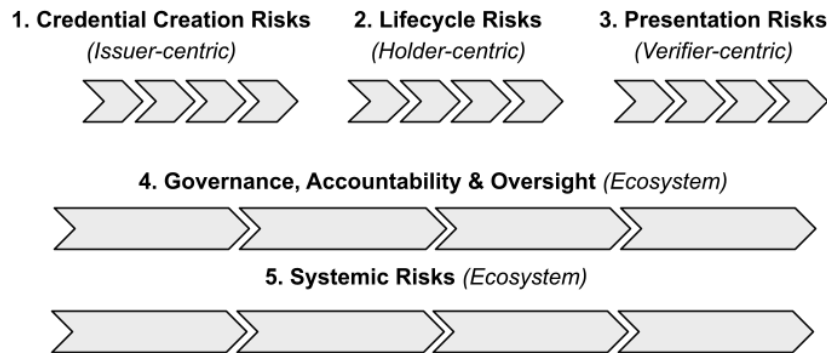 1. Credential Creation Risks
(Issuer-centric)
2. Lifecycle Risks
(Holder-centric)
3. Presentation Risks
(Verifier-centric)
4. Governance, Accountability & Oversight (Ecosystem)
5. Systemic Risks (Ecosystem)